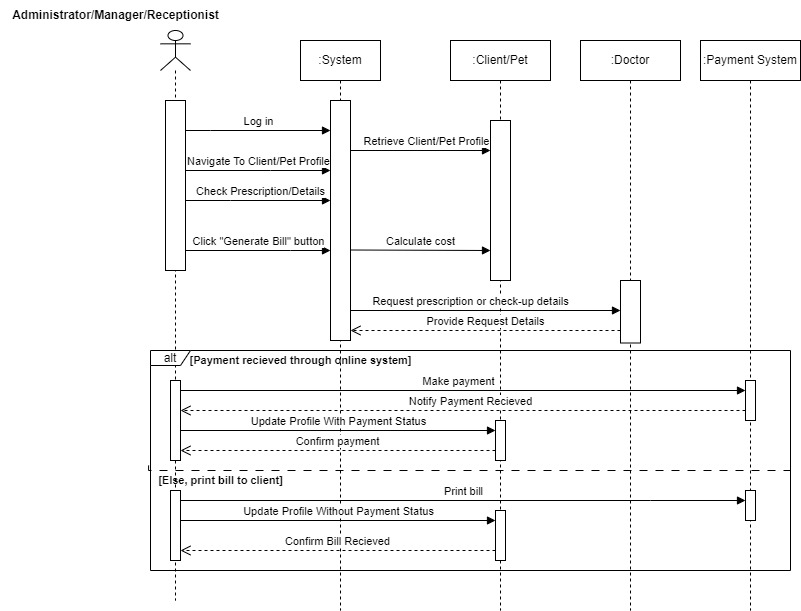 Administrator/Manager/Receptionist
:System
:Client/Pet
:Doctor
:Payment System
Log in
Retrieve Client/Pet Profile
Navigate To Client/Pet Profile
Check Prescription/Details
Click "Generate Bill" button
Calculate cost
Request prescription or check-up details
Provide Request Details
alt
[Payment recieved through online system]
Make payment
Notify Payment Recieved
Update Profile With Payment Status
Confirm payment
[Else, print bill to client]
Print bill
Update Profile Without Payment Status
Confirm Bill Recieved